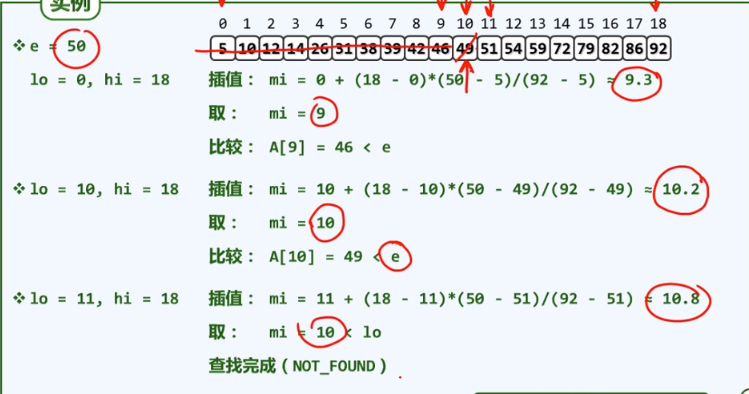 实例
0 1 2 3 4 5 6 7 8 9 10 11 12 13 14 15 16 17 18
❖ e = 50 5 10 12 14 26 31 38 39 42 46 49 51 54 59 72 79 82 86 92
lo = 0, hi = 18 插值： mi = 0 + (18 - 0)*(50 - 5)/(92 - 5) ≈ 9.3
取： mi = 9
比较： A[9] = 46 < e
❖ lo = 10, hi = 18 插值： mi = 10 + (18 - 10)*(50 - 49)/(92 - 49) ≈ 10.2
取： mi = 10
比较： A[10] = 49 < e
❖ lo = 11, hi = 18 插值： mi = 11 + (18 - 11)*(50 - 51)/(92 - 51) ≈ 10.8
取： mi = 10 < lo
查找完成（NOT_FOUND）